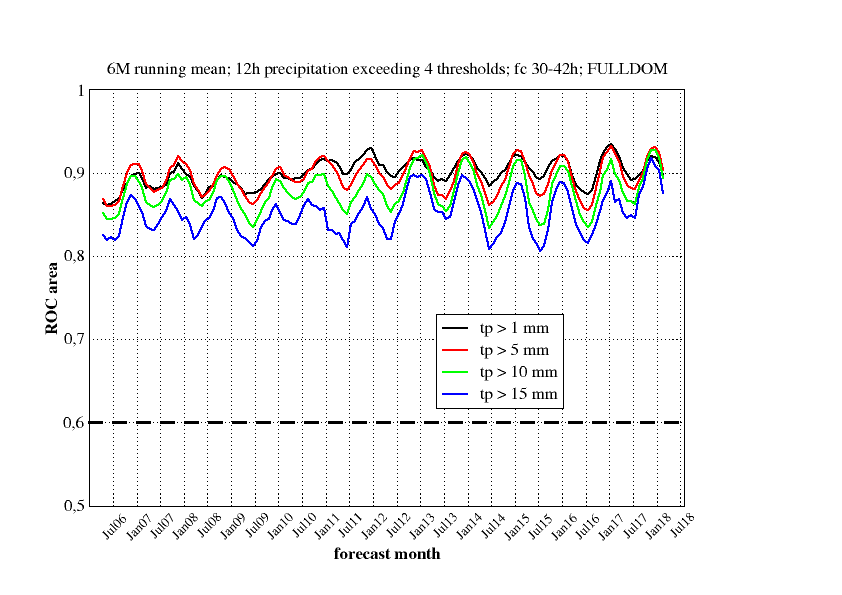 6M running mean; 12h precipitation exceeding 4 thresholds; fc 30-42h; FULLDOM
1
0,9
0,8
0,7
0,6
0,5
ROC area
tp > 1 mm
tp > 5 mm
tp > 10 mm
tp > 15 mm
Jul06 Jan07 Jul07 Jan08 Jul08 Jan09 Jul09 Jan10 Jul10 Jan11 Jul11 Jan12 Jul12 Jan13 Jul13 Jan14 Jul14 Jan15 Jul15 Jan16 Jul16 Jan17 Jul17 Jan18 Jul18
forecast month